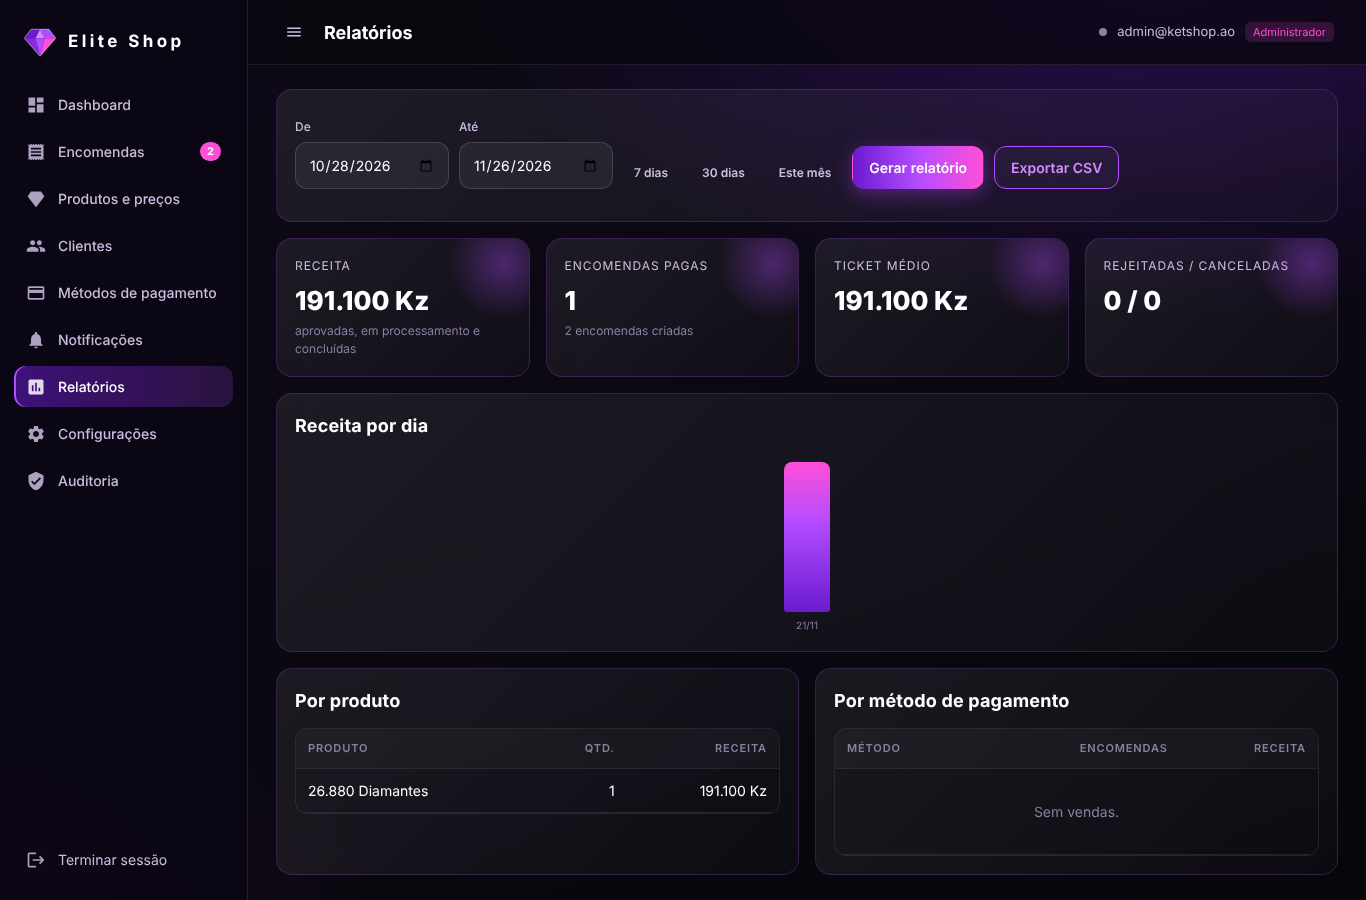 Elite Shop
Dashboard
Encomendas 2
Produtos e preços
Clientes
Métodos de pagamento
Notificações
Relatórios
Configurações
Auditoria
Terminar sessão
Relatórios
admin@ketshop.ao Administrador
De Até
10/28/2026 11/26/2026 7 dias 30 dias Este mês Gerar relatório Exportar CSV
RECEITA
191.100 Kz
aprovadas, em processamento e
concluídas
ENCOMENDAS PAGAS
1
2 encomendas criadas
TICKET MÉDIO
191.100 Kz
REJEITADAS / CANCELADAS
0 / 0
Receita por dia
21/11
Por produto
PRODUTO QTD. RECEITA
26.880 Diamantes 1 191.100 Kz
Por método de pagamento
MÉTODO ENCOMENDAS RECEITA
Sem vendas.